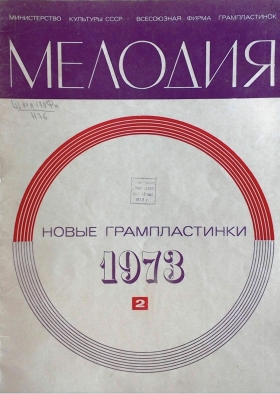 МИНИСТЕРСТВО КУЛЬТУРЫ СССР · ВСЕСОЮЗНАЯ ФИРМА ГРАМПЛАСТИНОК
МЕЛОДИЯ
НОВЫЕ ГРАМПЛАСТИНКИ
1973
2